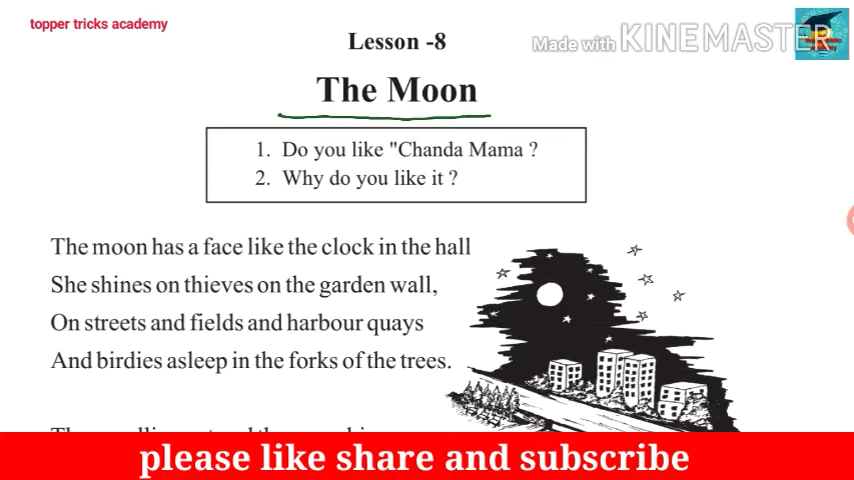 topper tricks academy
Made with KINEMASTER
Lesson -8
The Moon
1. Do you like "Chanda Mama ?
2. Why do you like it ?
The moon has a face like the clock in the hall
She shines on thieves on the garden wall,
On streets and fields and harbour quays
And birdies asleep in the forks of the trees.
please like share and subscribe